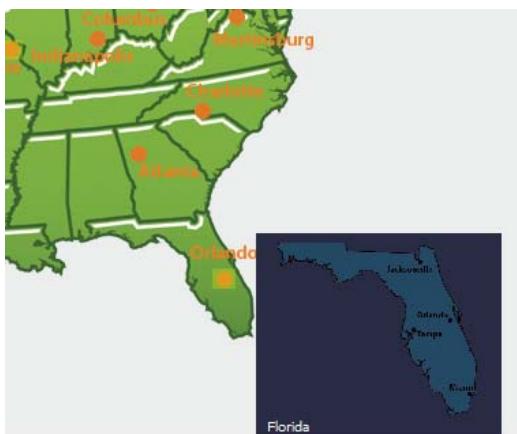 Columbus
Martinsburg
Indianapolis
Charlotte
Atlanta
Orlando
Jacksonville
Orlando
Tampa
Miami
Florida